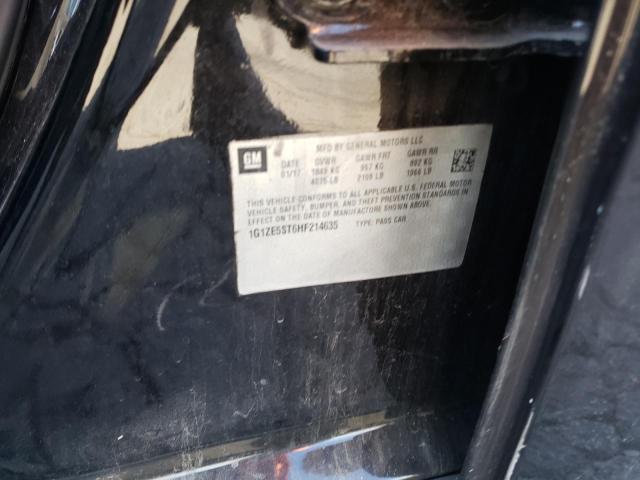 MFD BY GENERAL MOTORS LLC
GM
DATE GVWR GAWR FRT GAWR RR
01/17 1849 KG 957 KG 892 KG
4075 LB 2109 LB 1966 LB
THIS VEHICLE CONFORMS TO ALL APPLICABLE U.S. FEDERAL MOTOR
VEHICLE SAFETY, BUMPER, AND THEFT PREVENTION STANDARDS IN
EFFECT ON THE DATE OF MANUFACTURE SHOWN ABOVE.
1G1ZE5ST6HF214635 TYPE: PASS CAR